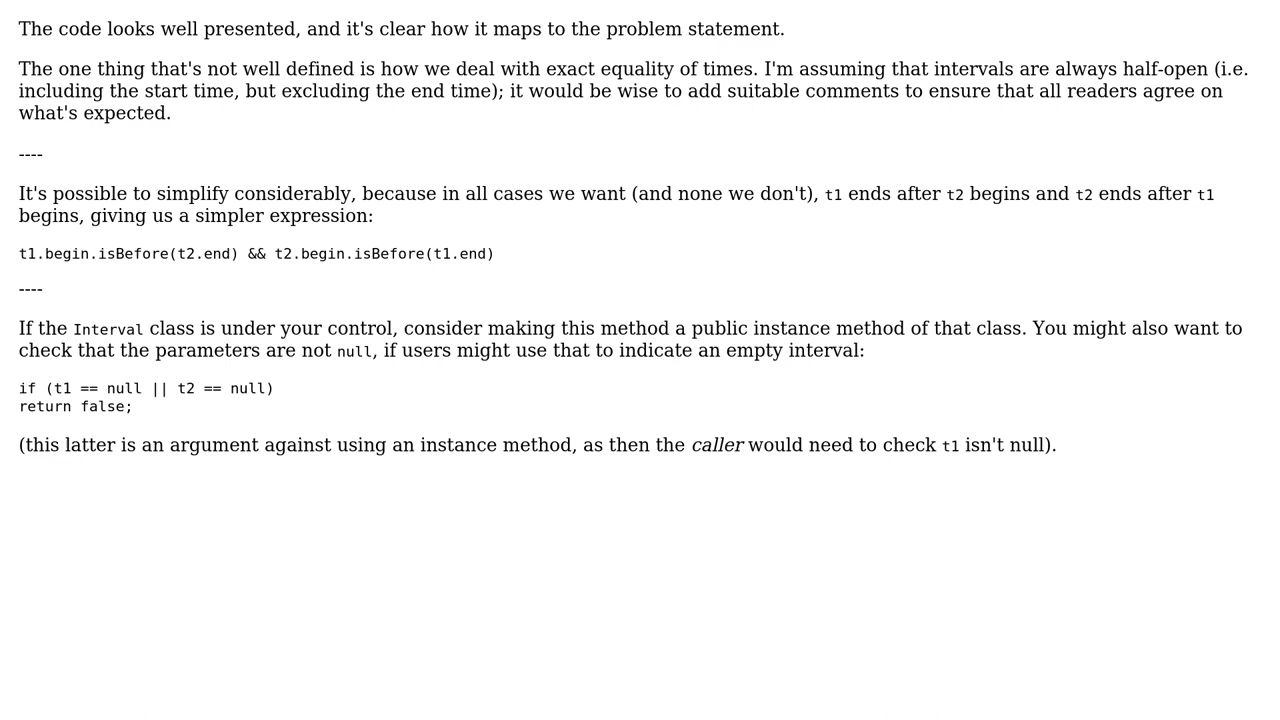 The code looks well presented, and it's clear how it maps to the problem statement.
The one thing that's not well defined is how we deal with exact equality of times. I'm assuming that intervals are always half-open (i.e.
including the start time, but excluding the end time); it would be wise to add suitable comments to ensure that all readers agree on
what's expected.
----
It's possible to simplify considerably, because in all cases we want (and none we don't), t1 ends after t2 begins and t2 ends after t1
begins, giving us a simpler expression:
t1.begin.isBefore(t2.end) && t2.begin.isBefore(t1.end)
----
If the Interval class is under your control, consider making this method a public instance method of that class. You might also want to
check that the parameters are not null, if users might use that to indicate an empty interval:
if (t1 == null || t2 == null)
return false;
(this latter is an argument against using an instance method, as then the caller would need to check t1 isn't null).